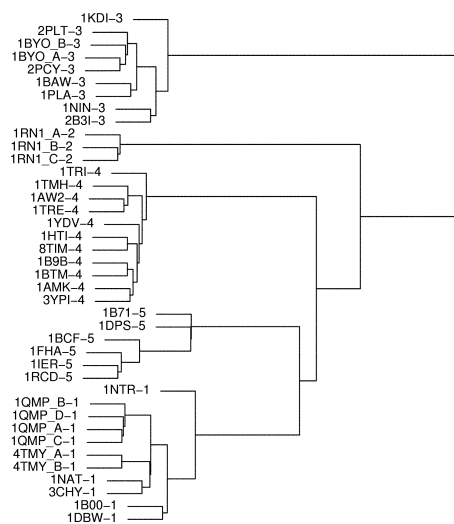 1KDI-3
2PLT-3
1BYO_B-3
1BYO_A-3
2PCY-3
1BAW-3
1PLA-3
1NIN-3
2B3I-3
1RN1_A-2
1RN1_B-2
1RN1_C-2
1TRI-4
1TMH-4
1AW2-4
1TRE-4
1YDV-4
1HTI-4
8TIM-4
1B9B-4
1BTM-4
1AMK-4
3YPI-4
1B71-5
1DPS-5
1BCF-5
1FHA-5
1IER-5
1RCD-5
1NTR-1
1QMP_B-1
1QMP_D-1
1QMP_A-1
1QMP_C-1
4TMY_A-1
4TMY_B-1
1NAT-1
3CHY-1
1B00-1
1DBW-1